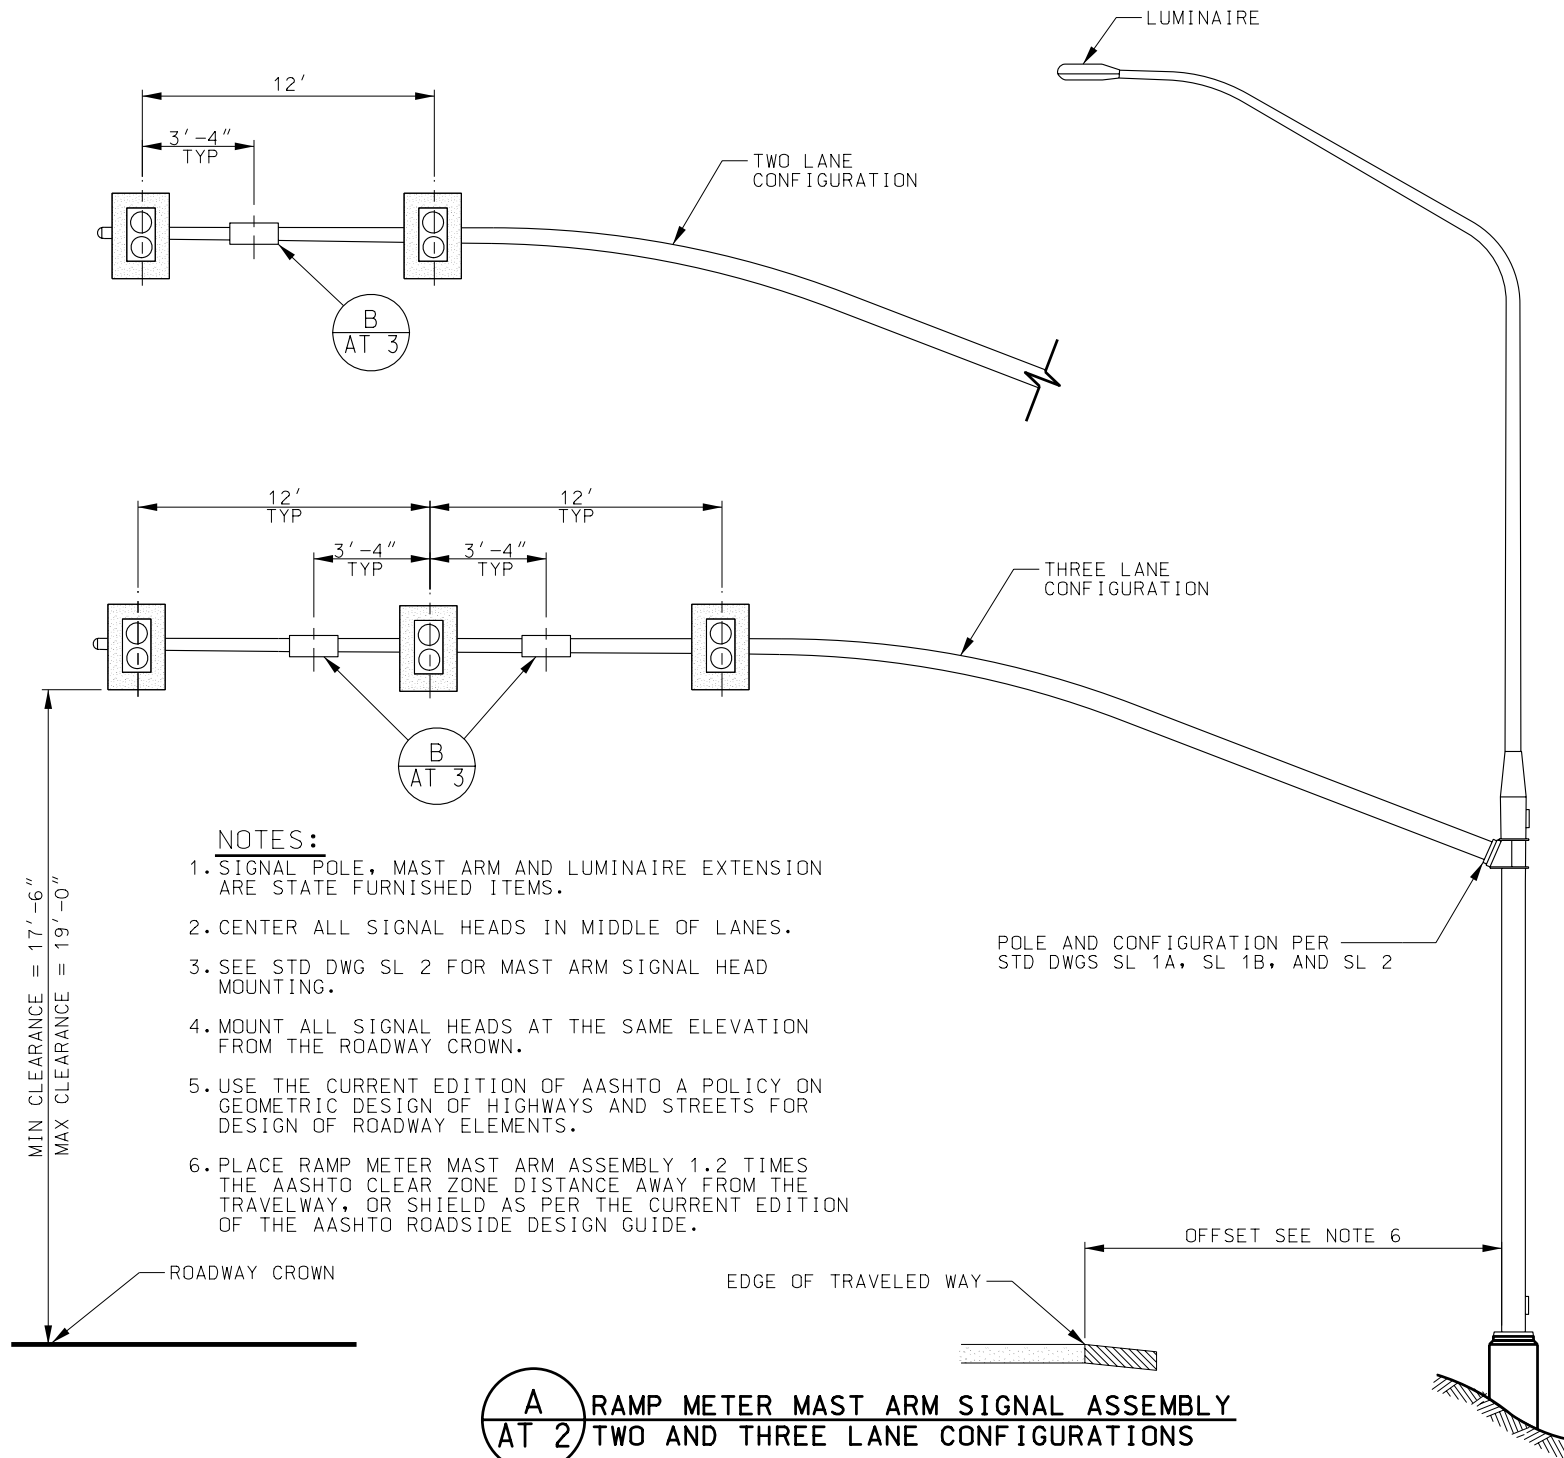 LUMINAIRE
12'
3'-4"
TYP
TWO LANE
CONFIGURATION
B
AT 3
12'
TYP
12'
TYP
3'-4"
TYP
3'-4"
TYP
THREE LANE
CONFIGURATION
B
AT 3
MIN CLEARANCE = 17'-6"
MAX CLEARANCE = 19'-0"
NOTES:
1. SIGNAL POLE, MAST ARM AND LUMINAIRE EXTENSION
ARE STATE FURNISHED ITEMS.
2. CENTER ALL SIGNAL HEADS IN MIDDLE OF LANES.
3. SEE STD DWG SL 2 FOR MAST ARM SIGNAL HEAD
MOUNTING.
4. MOUNT ALL SIGNAL HEADS AT THE SAME ELEVATION
FROM THE ROADWAY CROWN.
5. USE THE CURRENT EDITION OF AASHTO A POLICY ON
GEOMETRIC DESIGN OF HIGHWAYS AND STREETS FOR
DESIGN OF ROADWAY ELEMENTS.
6. PLACE RAMP METER MAST ARM ASSEMBLY 1.2 TIMES
THE AASHTO CLEAR ZONE DISTANCE AWAY FROM THE
TRAVELWAY, OR SHIELD AS PER THE CURRENT EDITION
OF THE AASHTO ROADSIDE DESIGN GUIDE.
POLE AND CONFIGURATION PER
STD DWGS SL 1A, SL 1B, AND SL 2
OFFSET SEE NOTE 6
ROADWAY CROWN
EDGE OF TRAVELED WAY
A
AT 2
RAMP METER MAST ARM SIGNAL ASSEMBLY
TWO AND THREE LANE CONFIGURATIONS